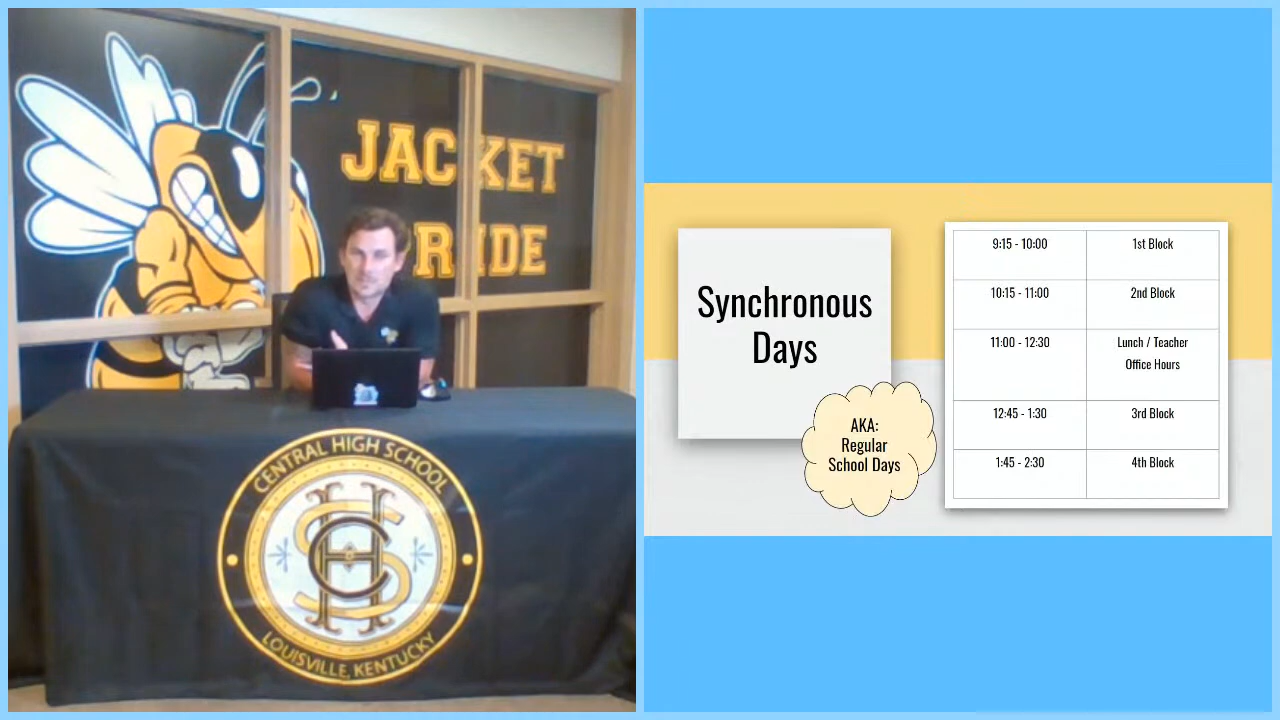 JACKET
PRIDE
CENTRAL HIGH SCHOOL
CHS
LOUISVILLE, KENTUCKY
Synchronous
Days
AKA:
Regular
School Days
9:15 - 10:00 1st Block
10:15 - 11:00 2nd Block
11:00 - 12:30 Lunch / Teacher
Office Hours
12:45 - 1:30 3rd Block
1:45 - 2:30 4th Block